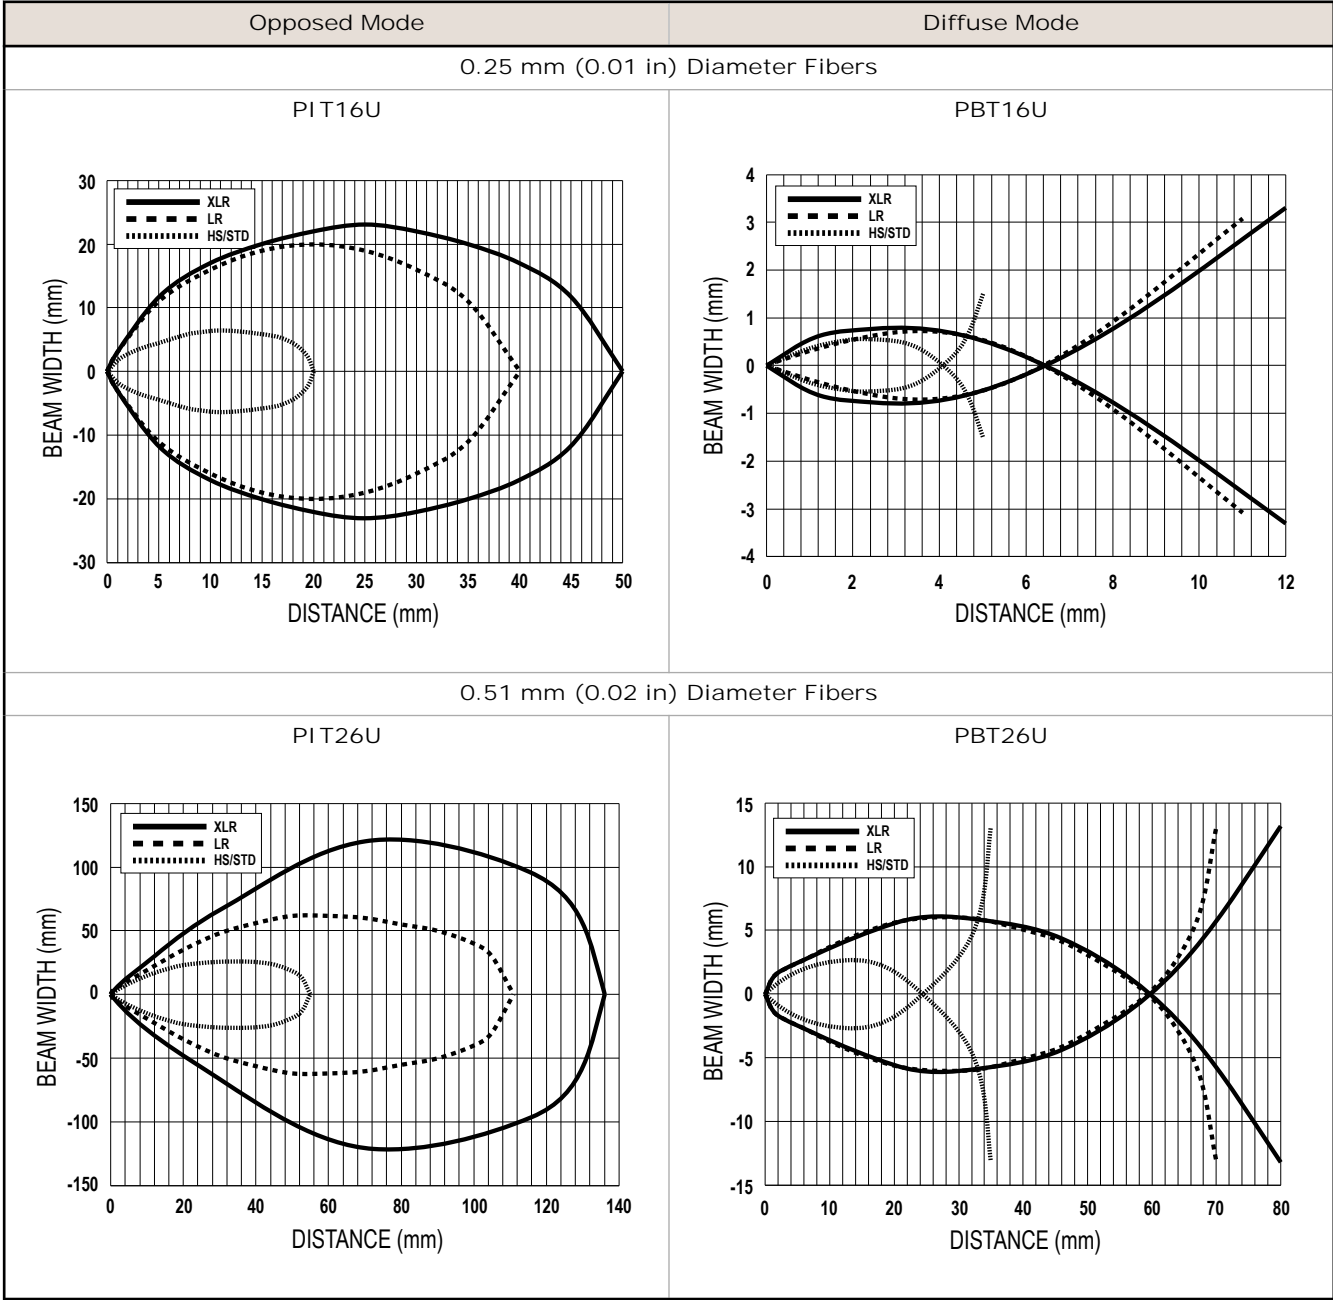 Opposed Mode
Diffuse Mode
0.25 mm (0.01 in) Diameter Fibers
PIT16U
PBT16U
30
20
10
0
-10
-20
-30
BEAM WIDTH (mm)
XLR
LR
HS/STD
0 5 10 15 20 25 30 35 40 45 50
DISTANCE (mm)
4
3
2
1
0
-1
-2
-3
-4
BEAM WIDTH (mm)
XLR
LR
HS/STD
0 2 4 6 8 10 12
DISTANCE (mm)
0.51 mm (0.02 in) Diameter Fibers
PIT26U
PBT26U
150
100
50
0
-50
-100
-150
BEAM WIDTH (mm)
XLR
LR
HS/STD
0 20 40 60 80 100 120 140
DISTANCE (mm)
15
10
5
0
-5
-10
-15
BEAM WIDTH (mm)
XLR
LR
HS/STD
0 10 20 30 40 50 60 70 80
DISTANCE (mm)